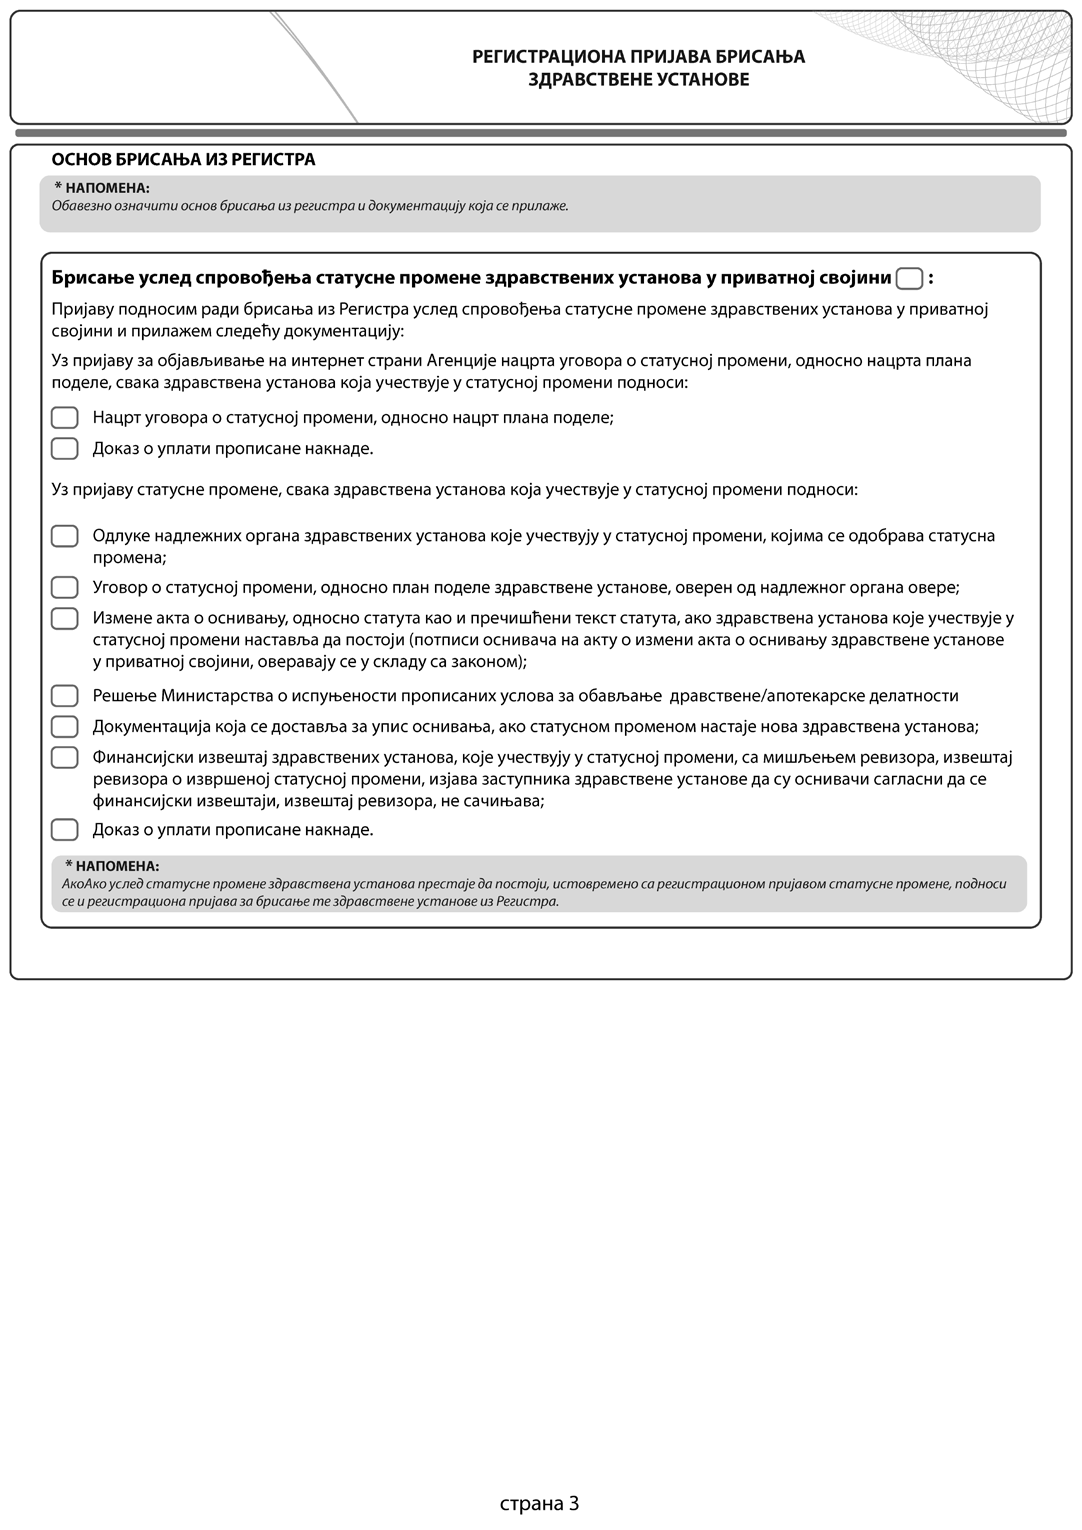 РЕГИСТРАЦИОНА ПРИЈАВА БРИСАЊА
ЗДРАВСТВЕНЕ УСТАНОВЕ
ОСНОВ БРИСАЊА ИЗ РЕГИСТРА
* НАПОМЕНА:
Обавезно означити основ брисања из регистра и документацију која се прилаже.
Брисање услед спровођења статусне промене здравствених установа у приватној својини :
Пријаву подносим ради брисања из Регистра услед спровођења статусне промене здравствених установа у приватној
својини и прилажем следећу документацију:
Уз пријаву за објављивање на интернет страни Агенције нацрта уговора о статусној промени, односно нацрта плана
поделе, свака здравствена установа која учествује у статусној промени подноси:
Нацрт уговора о статусној промени, односно нацрт плана поделе;
Доказ о уплати прописане накнаде.
Уз пријаву статусне промене, свака здравствена установа која учествује у статусној промени подноси:
Одлуке надлежних органа здравствених установа које учествују у статусној промени, којима се одобрава статусна
промена;
Уговор о статусној промени, односно план поделе здравствене установе, оверен од надлежног органа овере;
Измене акта о оснивању, односно статута као и пречишћени текст статута, ако здравствена установа које учествује у
статусној промени наставља да постоји (потписи оснивача на акту о измени акта о оснивању здравствене установе
у приватној својини, оверавају се у складу са законом);
Решење Министарства о испуњености прописаних услова за обављање  дравствене/апотекарске делатности
Документација која се доставља за упис оснивања, ако статусном променом настаје нова здравствена установа;
Финансијски извештај здравствених установа, које учествују у статусној промени, са мишљењем ревизора, извештај
ревизора о извршеној статусној промени, изјава заступника здравствене установе да су оснивачи сагласни да се
финансијски извештаји, извештај ревизора, не сачињава;
Доказ о уплати прописане накнаде.
* НАПОМЕНА:
АкоАко услед статусне промене здравствена установа престаје да постоји, истовремено са регистрационом пријавом статусне промене, подноси
се и регистрациона пријава за брисање те здравствене установе из Регистра.
страна 3